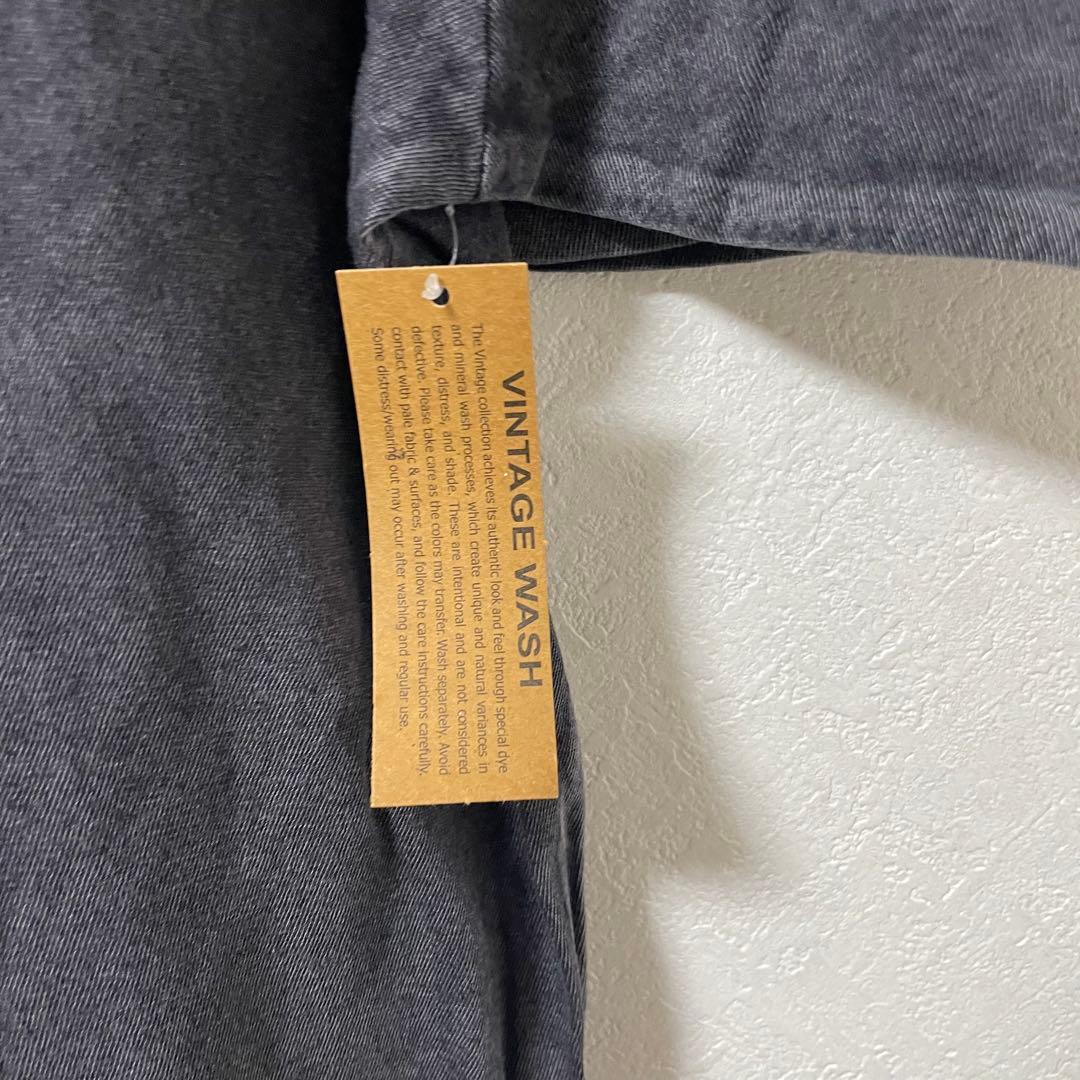 VINTAGE WASH
The Vintage collection achieves its authentic look and feel through special dye
and mineral wash processes, which create unique and natural variances in
texture, distress, and shade. These are intentional and are not considered
defective. Please take care as the colors may transfer. Wash separately. Avoid
contact with pale fabric & surfaces, and follow the care instructions carefully.
Some distress/wearing out may occur after washing and regular use.